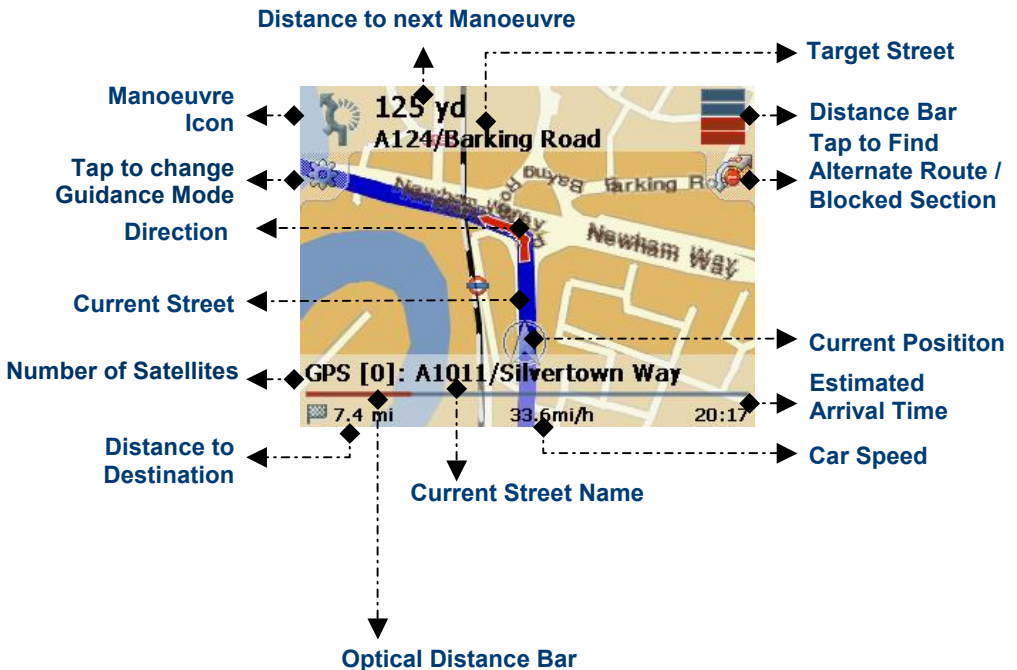 Distance to next Manoeuvre
Target Street
Manoeuvre
Icon
125 yd
A124/Barking Road
Distance Bar
Tap to Find
Alternate Route /
Blocked Section
Tap to change
Guidance Mode
Barking Ro
Newham Way
Newham Way
Direction
Current Street
Current Posititon
Number of Satellites
GPS [0]: A1011/Silvertown Way
Estimated
Arrival Time
7.4 mi
33.6mi/h
20:17
Distance to
Destination
Car Speed
Current Street Name
Optical Distance Bar